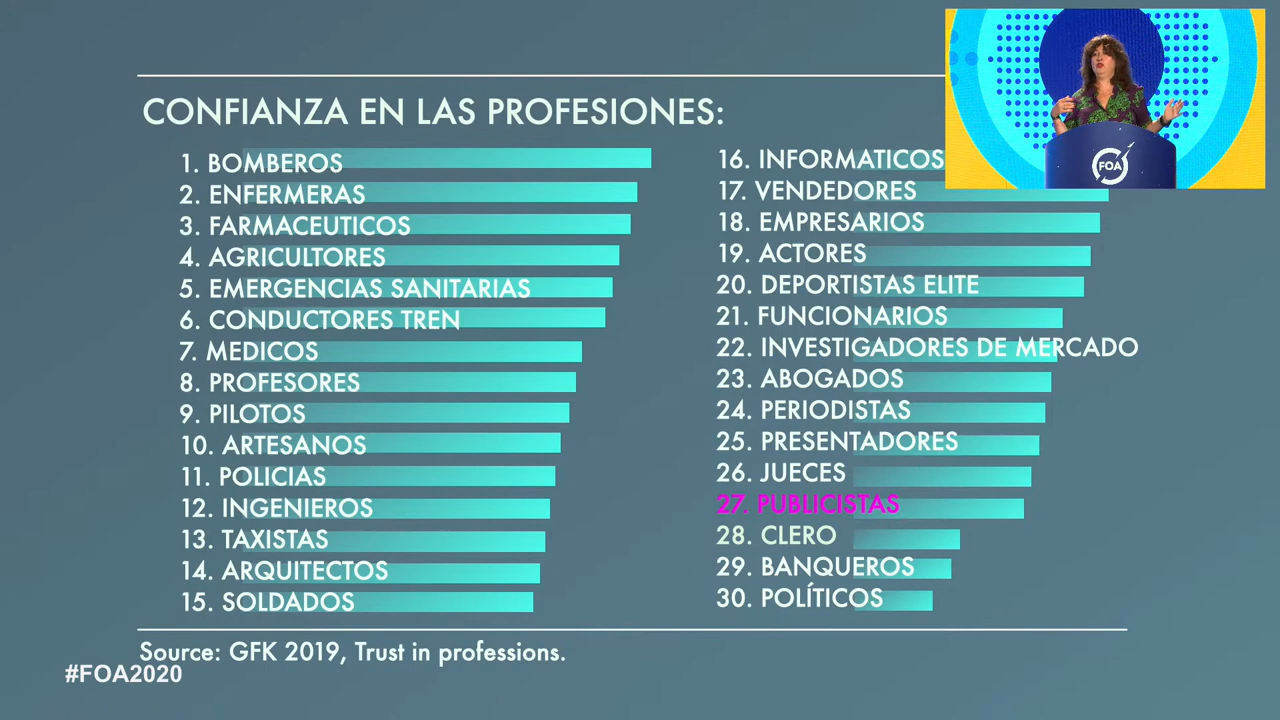 CONFIANZA EN LAS PROFESIONES:
1. BOMBEROS
2. ENFERMERAS
3. FARMACEUTICOS
4. AGRICULTORES
5. EMERGENCIAS SANITARIAS
6. CONDUCTORES TREN
7. MEDICOS
8. PROFESORES
9. PILOTOS
10. ARTESANOS
11. POLICIAS
12. INGENIEROS
13. TAXISTAS
14. ARQUITECTOS
15. SOLDADOS
16. INFORMATICOS
17. VENDEDORES
18. EMPRESARIOS
19. ACTORES
20. DEPORTISTAS ELITE
21. FUNCIONARIOS
22. INVESTIGADORES DE MERCADO
23. ABOGADOS
24. PERIODISTAS
25. PRESENTADORES
26. JUECES
27. PUBLICISTAS
28. CLERO
29. BANQUEROS
30. POLÍTICOS
Source: GFK 2019, Trust in professions.
#FOA2020
FOA